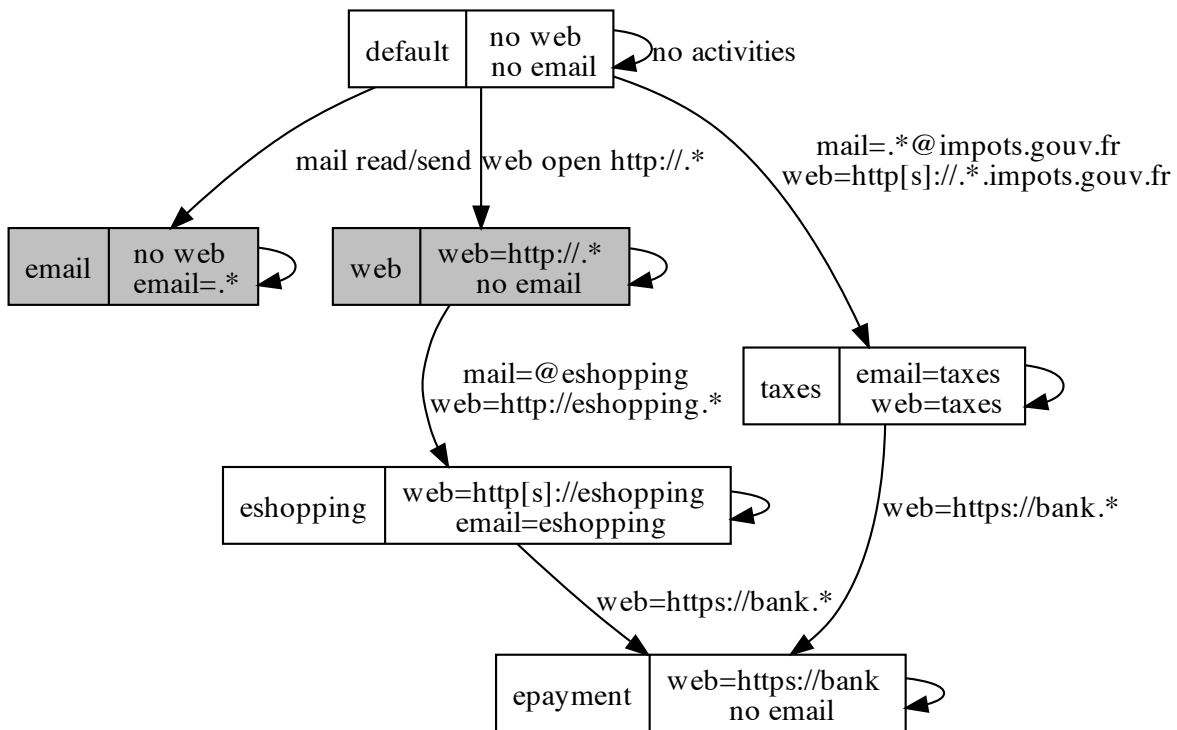 default
no web
no email
no activities
mail read/send
web open http://.*
mail=.*@impots.gouv.fr
web=http[s]://.*.impots.gouv.fr
email
no web
email=.*
web
web=http://.*
no email
mail=@eshopping
web=http://eshopping.*
taxes
email=taxes
web=taxes
eshopping
web=http[s]://eshopping
email=eshopping
web=https://bank.*
web=https://bank.*
epayment
web=https://bank
no email